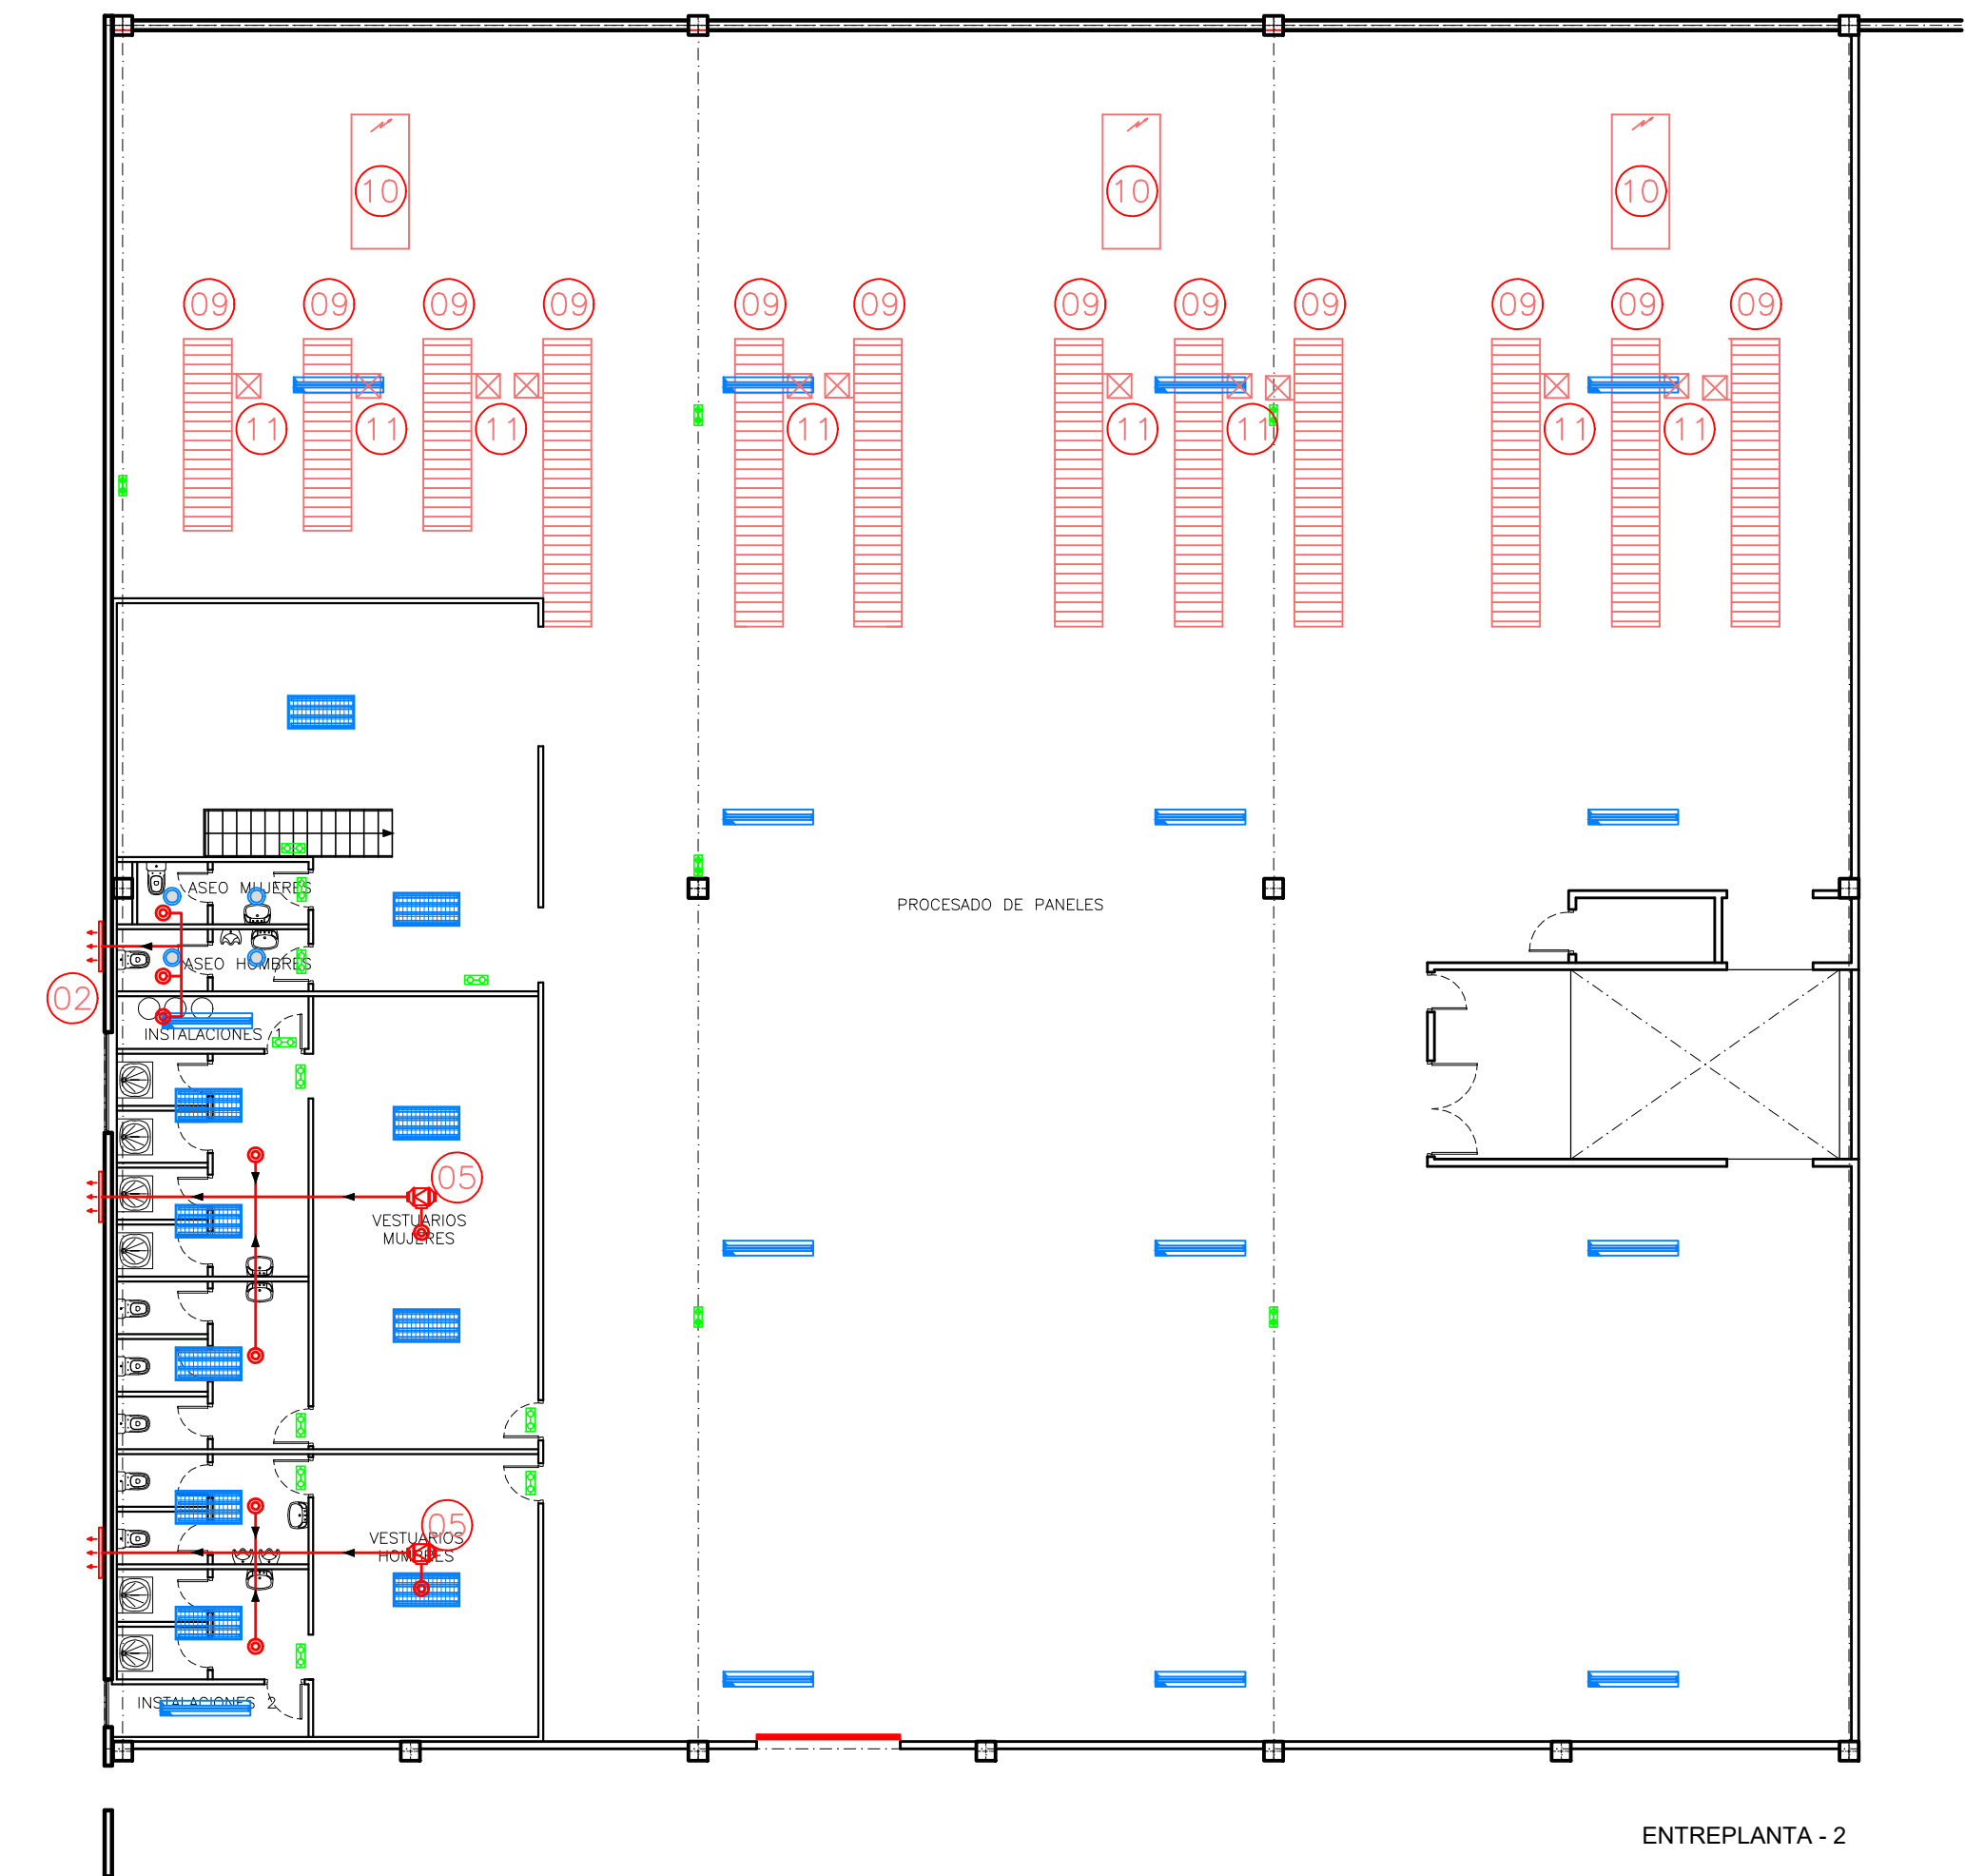 10 10 10
09 09 09 09 09 09 09 09 09 09 09 09
11 11 11 11 11 11 11 11
ASEO MUJERES
PROCESADO DE PANELES
ASEO HOMBRES
02
INSTALACIONES 1
05
VESTUARIOS
MUJERES
05
VESTUARIOS
HOMBRES
INSTALACIONES 2
ENTREPLANTA - 2